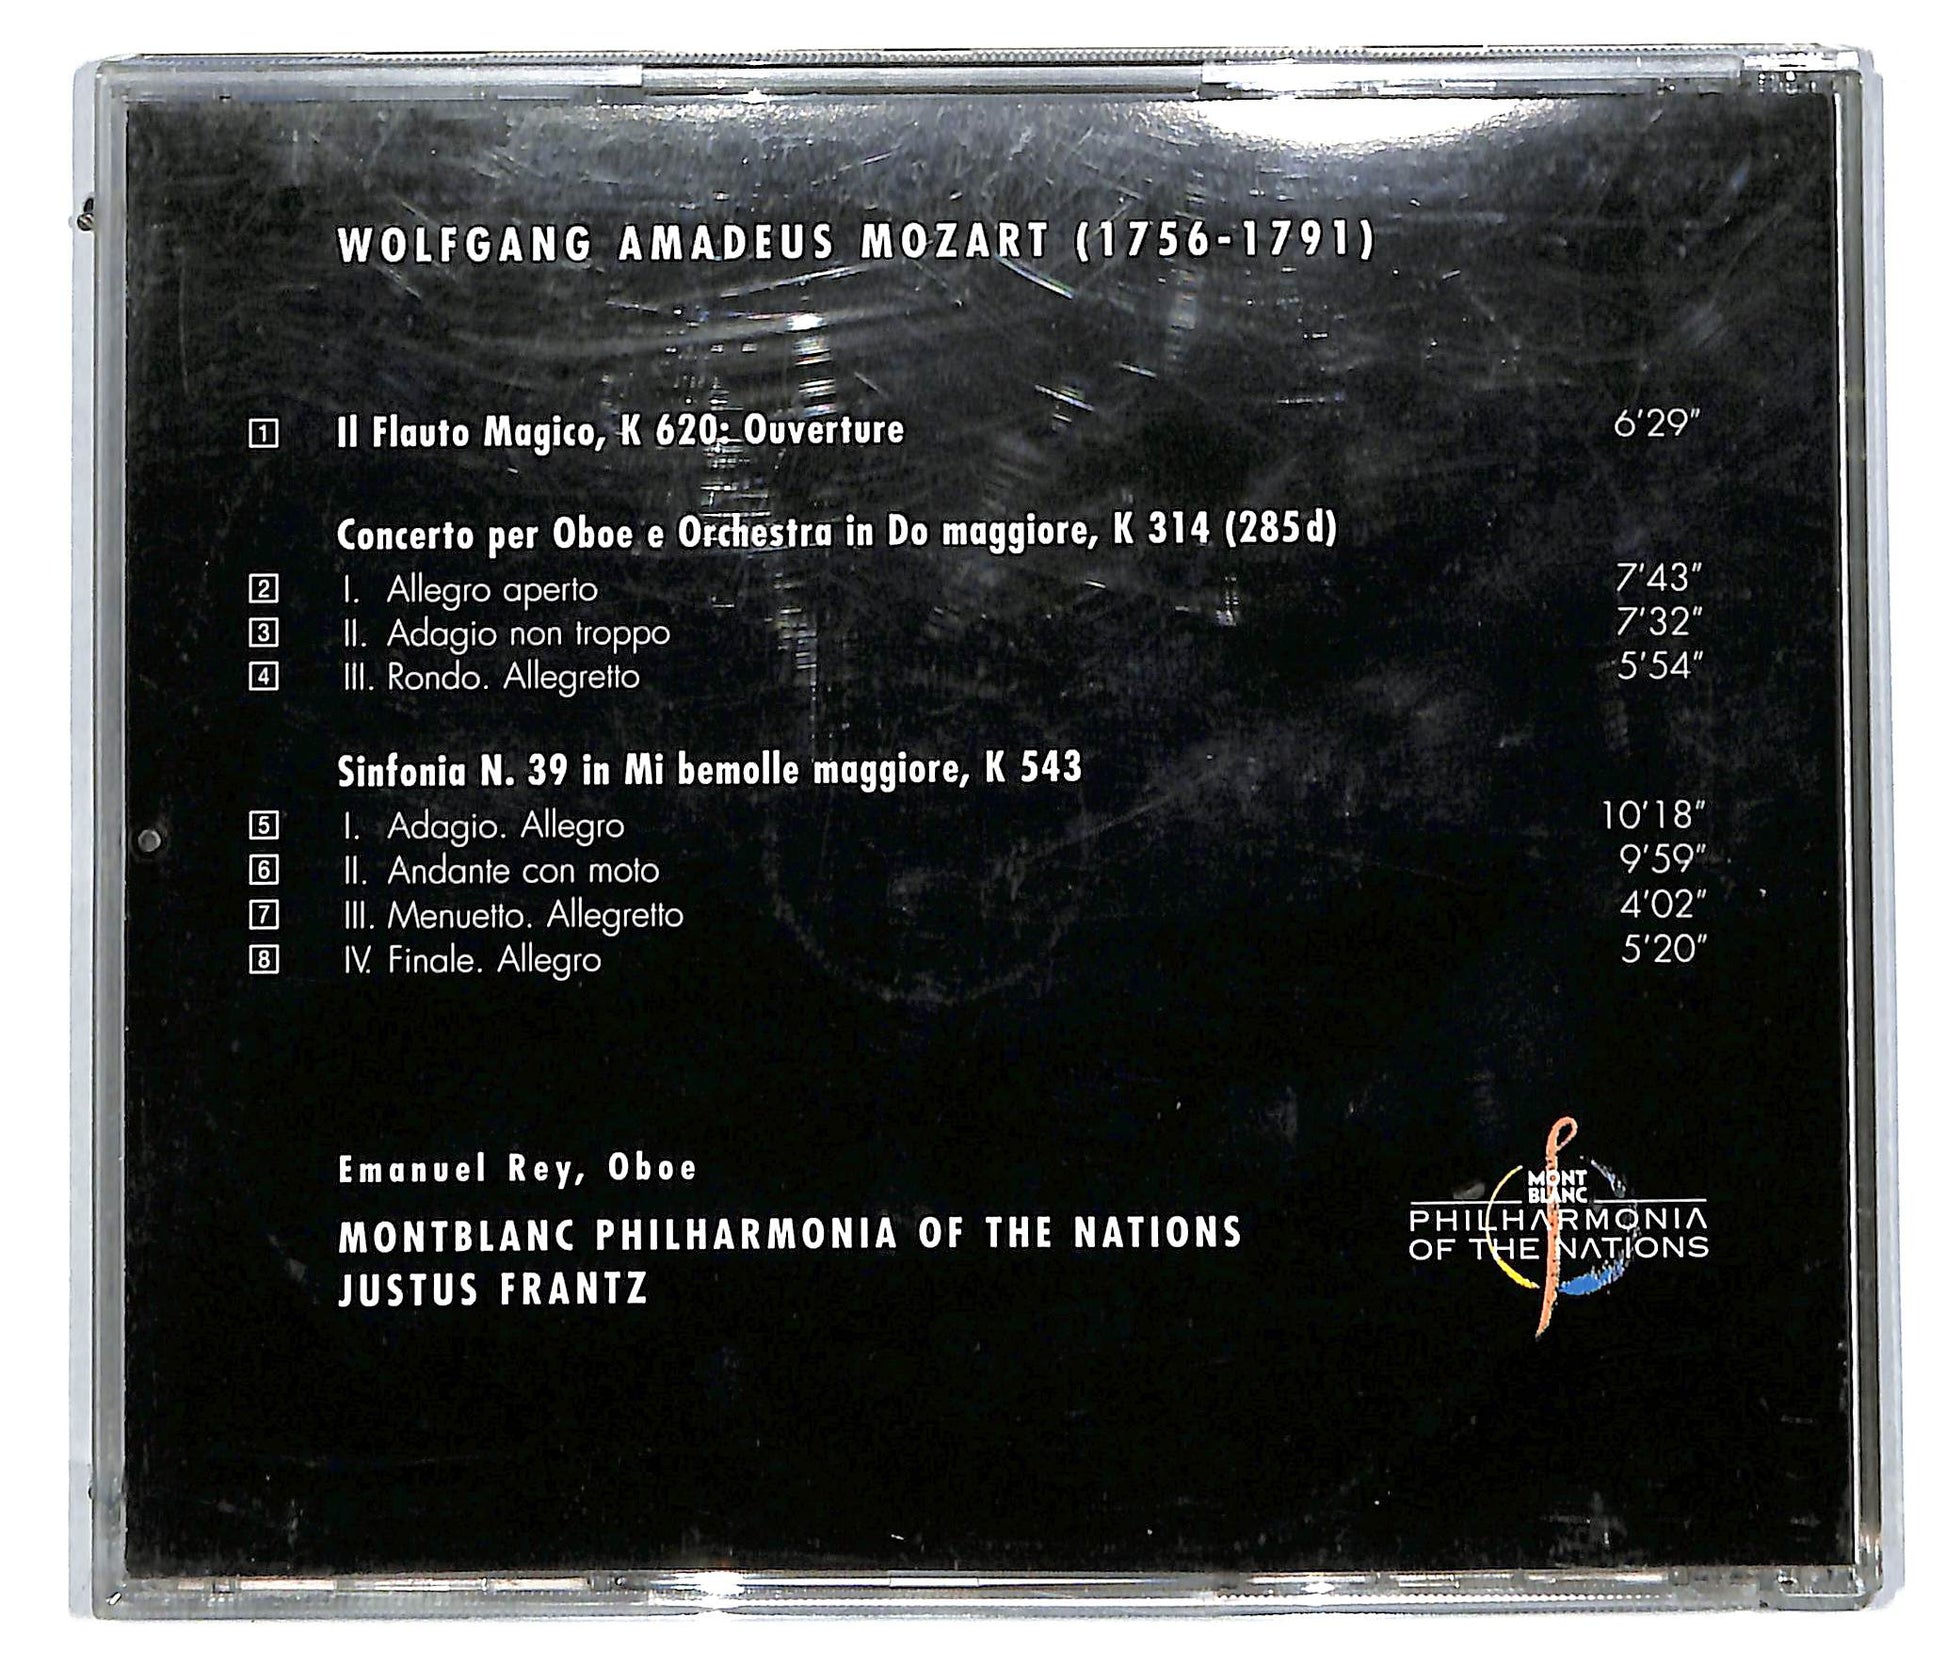 WOLFGANG AMADEUS MOZART (1756-1791)
1 Il Flauto Magico, K 620: Ouverture 6'29"
Concerto per Oboe e Orchestra in Do maggiore, K 314 (285d)
2 I. Allegro aperto 7'43"
3 II. Adagio non troppo 7'32"
4 III. Rondo. Allegretto 5'54"
Sinfonia N. 39 in Mi bemolle maggiore, K 543
5 I. Adagio. Allegro 10'18"
6 II. Andante con moto 9'59"
7 III. Menuetto. Allegretto 4'02"
8 IV. Finale. Allegro 5'20"
Emanuel Rey, Oboe
MONTBLANC PHILHARMONIA OF THE NATIONS
JUSTUS FRANTZ
MONT
BLANC
PHILHARMONIA
OF THE NATIONS